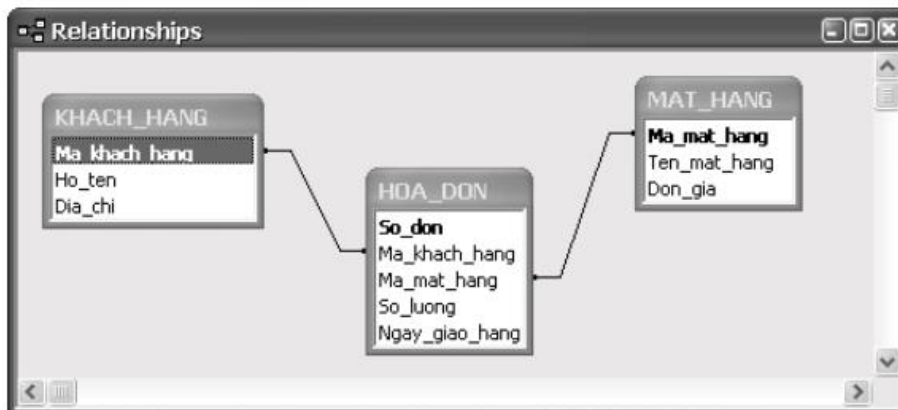 Relationships
KHACH_HANG
Ma_khach_hang
Ho_ten
Dia_chi
HOA_DON
So_don
Ma_khach_hang
Ma_mat_hang
So_luong
Ngay_giao_hang
MAT_HANG
Ma_mat_hang
Ten_mat_hang
Don_gia